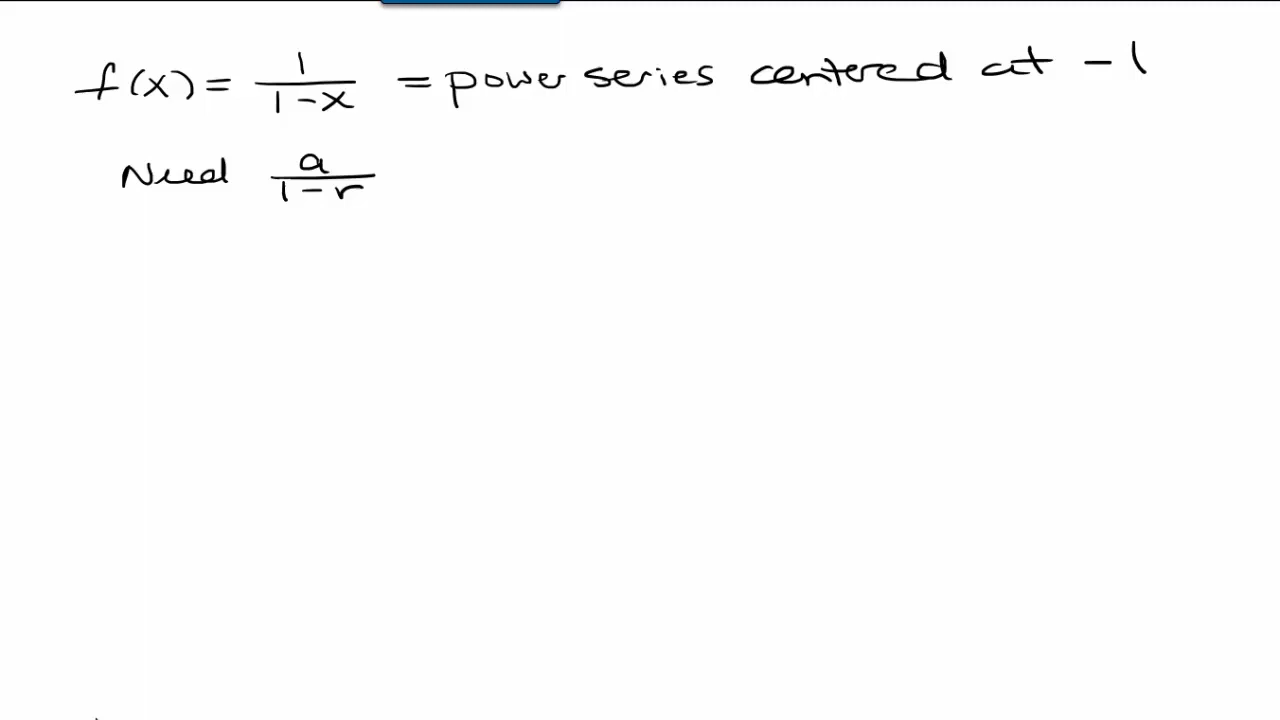 f(x) = 1/(1-x) = power series centered at -1
Need a/(1-r)